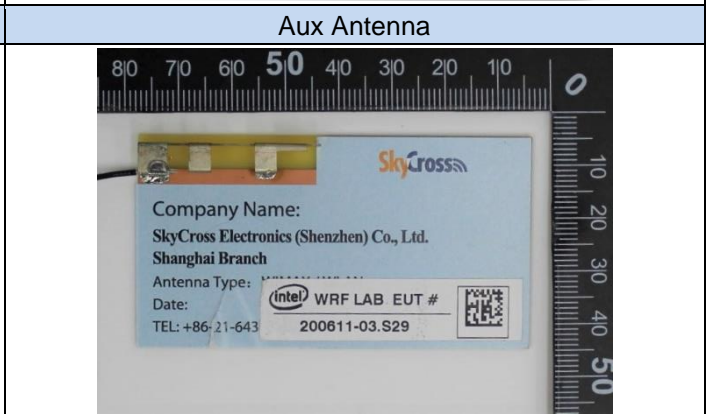 Aux Antenna
80 70 60 50 40 30 20 10 0
10
20
30
40
50
SkyCross
Company Name:
SkyCross Electronics (Shenzhen) Co., Ltd.
Shanghai Branch
Antenna Type:
Date:
TEL: +86-21-643
intel WRF LAB EUT #
200611-03.S29